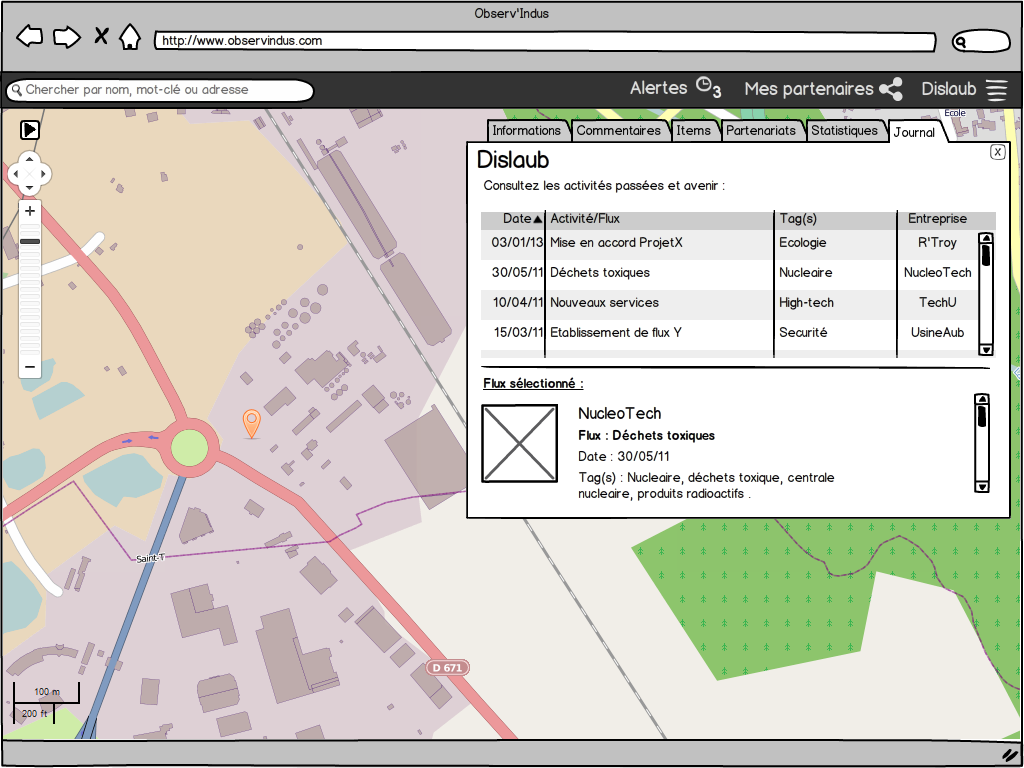 Observ'Indus
http://www.observindus.com
Chercher par nom, mot-clé ou adresse
Alertes 3
Mes partenaires
Dislaub
Ecole
Informations Commentaires Items Partenariats Statistiques Journal
X
Dislaub
Consultez les activités passées et avenir :
Date Activité/Flux Tag(s) Entreprise
03/01/13 Mise en accord ProjetX Ecologie R'Troy
30/05/11 Déchets toxiques Nucleaire NucleoTech
10/04/11 Nouveaux services High-tech TechU
15/03/11 Etablissement de flux Y Securité UsineAub
Flux sélectionné :
NucleoTech
Flux : Déchets toxiques
Date : 30/05/11
Tag(s) : Nucleaire, déchets toxique, centrale
nucleaire, produits radioactifs .
Saint-T
D 671
100 m
200 ft